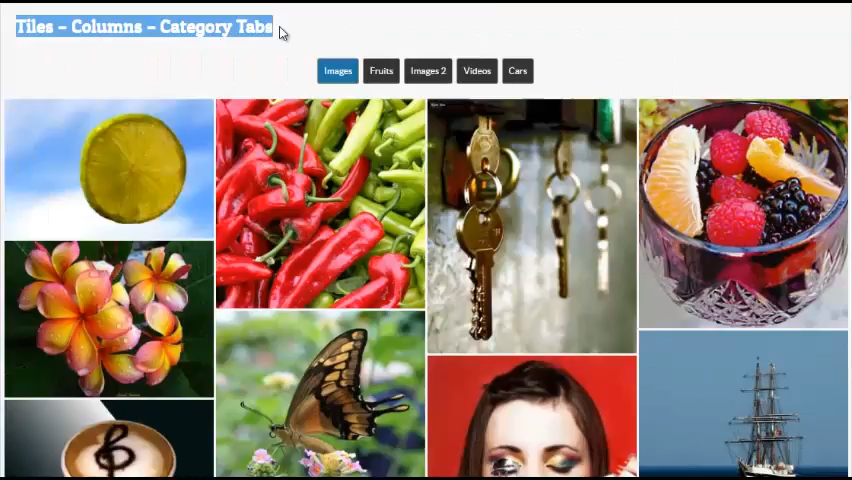 Tiles – Columns – Category Tabs
Images
Fruits
Images 2
Videos
Cars